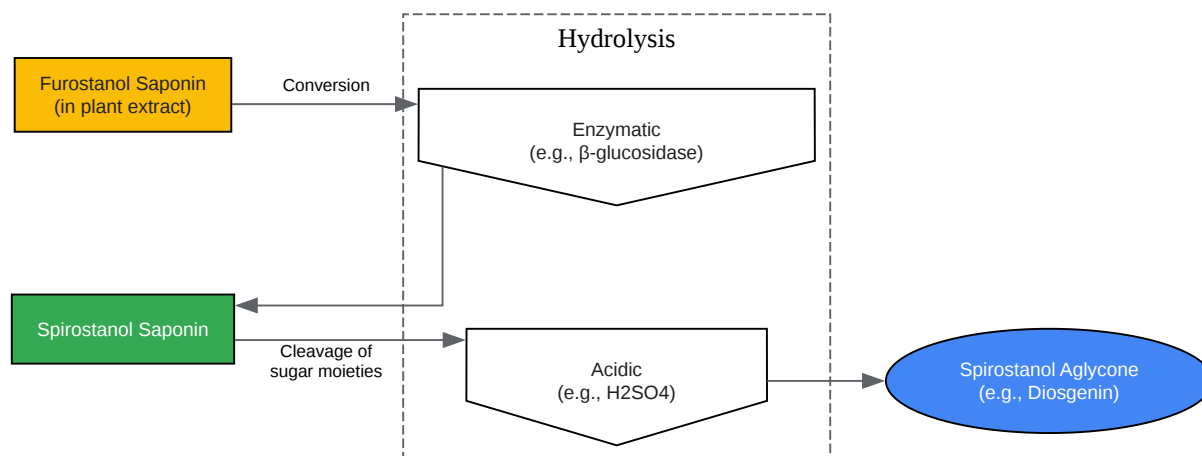 Hydrolysis
Furostanol Saponin
(in plant extract)
Conversion
Enzymatic
(e.g., β-glucosidase)
Spirostanol Saponin
Cleavage of
sugar moieties
Acidic
(e.g., H2SO4)
Spirostanol Aglycone
(e.g., Diosgenin)